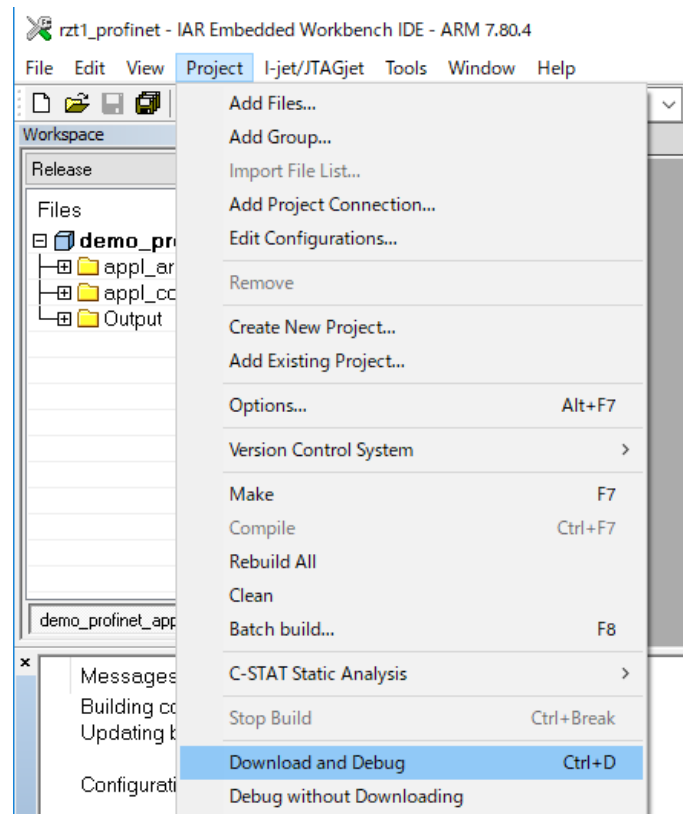 rzt1_profinet - IAR Embedded Workbench IDE - ARM 7.80.4
File Edit View Project I-jet/JTAGjet Tools Window Help
Workspace
Release
Files
demo_pr
appl_ar
appl_co
Output
demo_profinet_app
Add Files...
Add Group...
Import File List...
Add Project Connection...
Edit Configurations...
Remove
Create New Project...
Add Existing Project...
Options... Alt+F7
Version Control System >
Make F7
Compile Ctrl+F7
Rebuild All
Clean
Batch build... F8
C-STAT Static Analysis >
Stop Build Ctrl+Break
Download and Debug Ctrl+D
Debug without Downloading
Messages
Building co
Updating b
Configurati